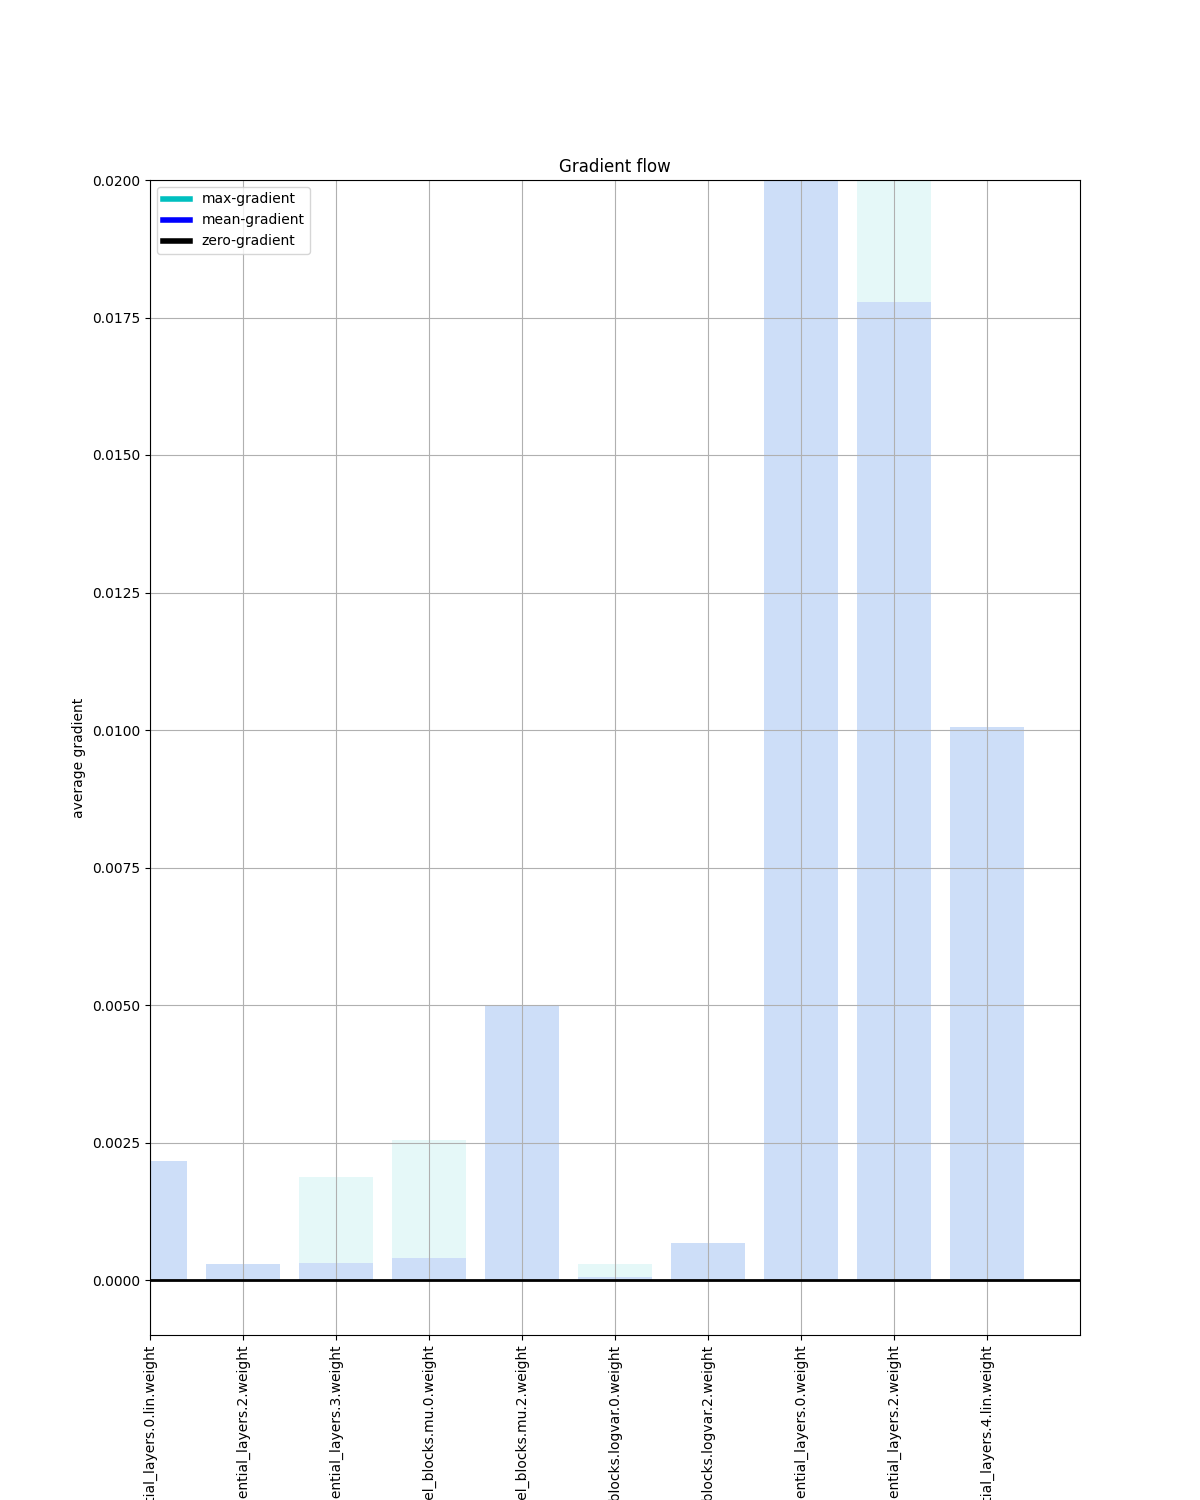 Gradient flow
max-gradient
mean-gradient
zero-gradient
0.0200
0.0175
0.0150
0.0125
0.0100
0.0075
0.0050
0.0025
0.0000
average gradient
tial_layers.0.lin.weight
ential_layers.2.weight
ential_layers.3.weight
el_blocks.mu.0.weight
el_blocks.mu.2.weight
blocks.logvar.0.weight
blocks.logvar.2.weight
ential_layers.0.weight
ential_layers.2.weight
tial_layers.4.lin.weight